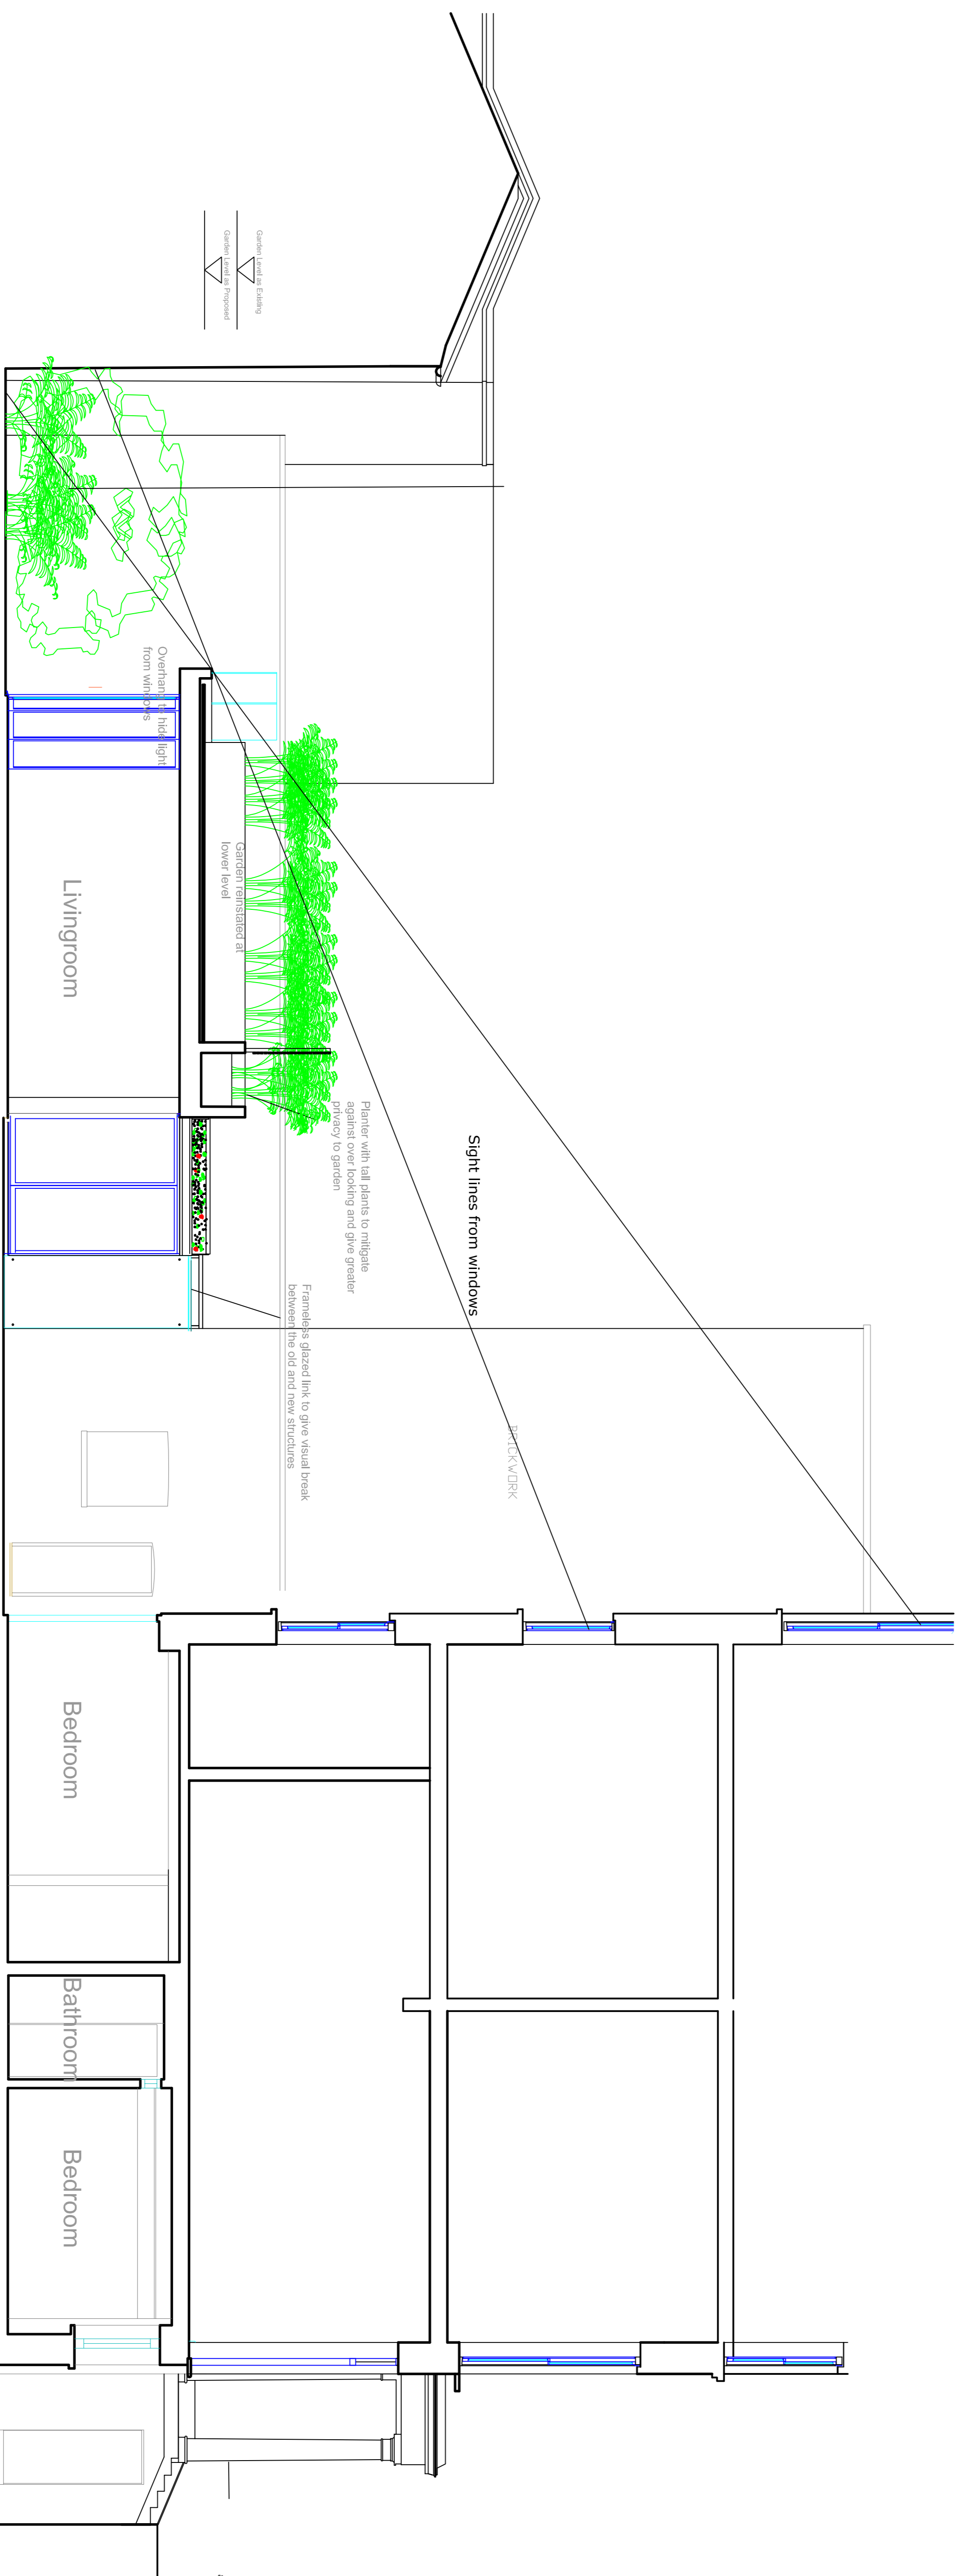 Garden Level as Existing
Garden Level as Proposed
Overhang to hide light
from windows
Livingroom
Garden reinstated at
lower level
Planter with tall plants to mitigate
against over looking and give greater
privacy to garden
Sight lines from windows
Frameless glazed link to give visual break
between the old and new structures
BRICKWORK
Bedroom
Bathroom
Bedroom